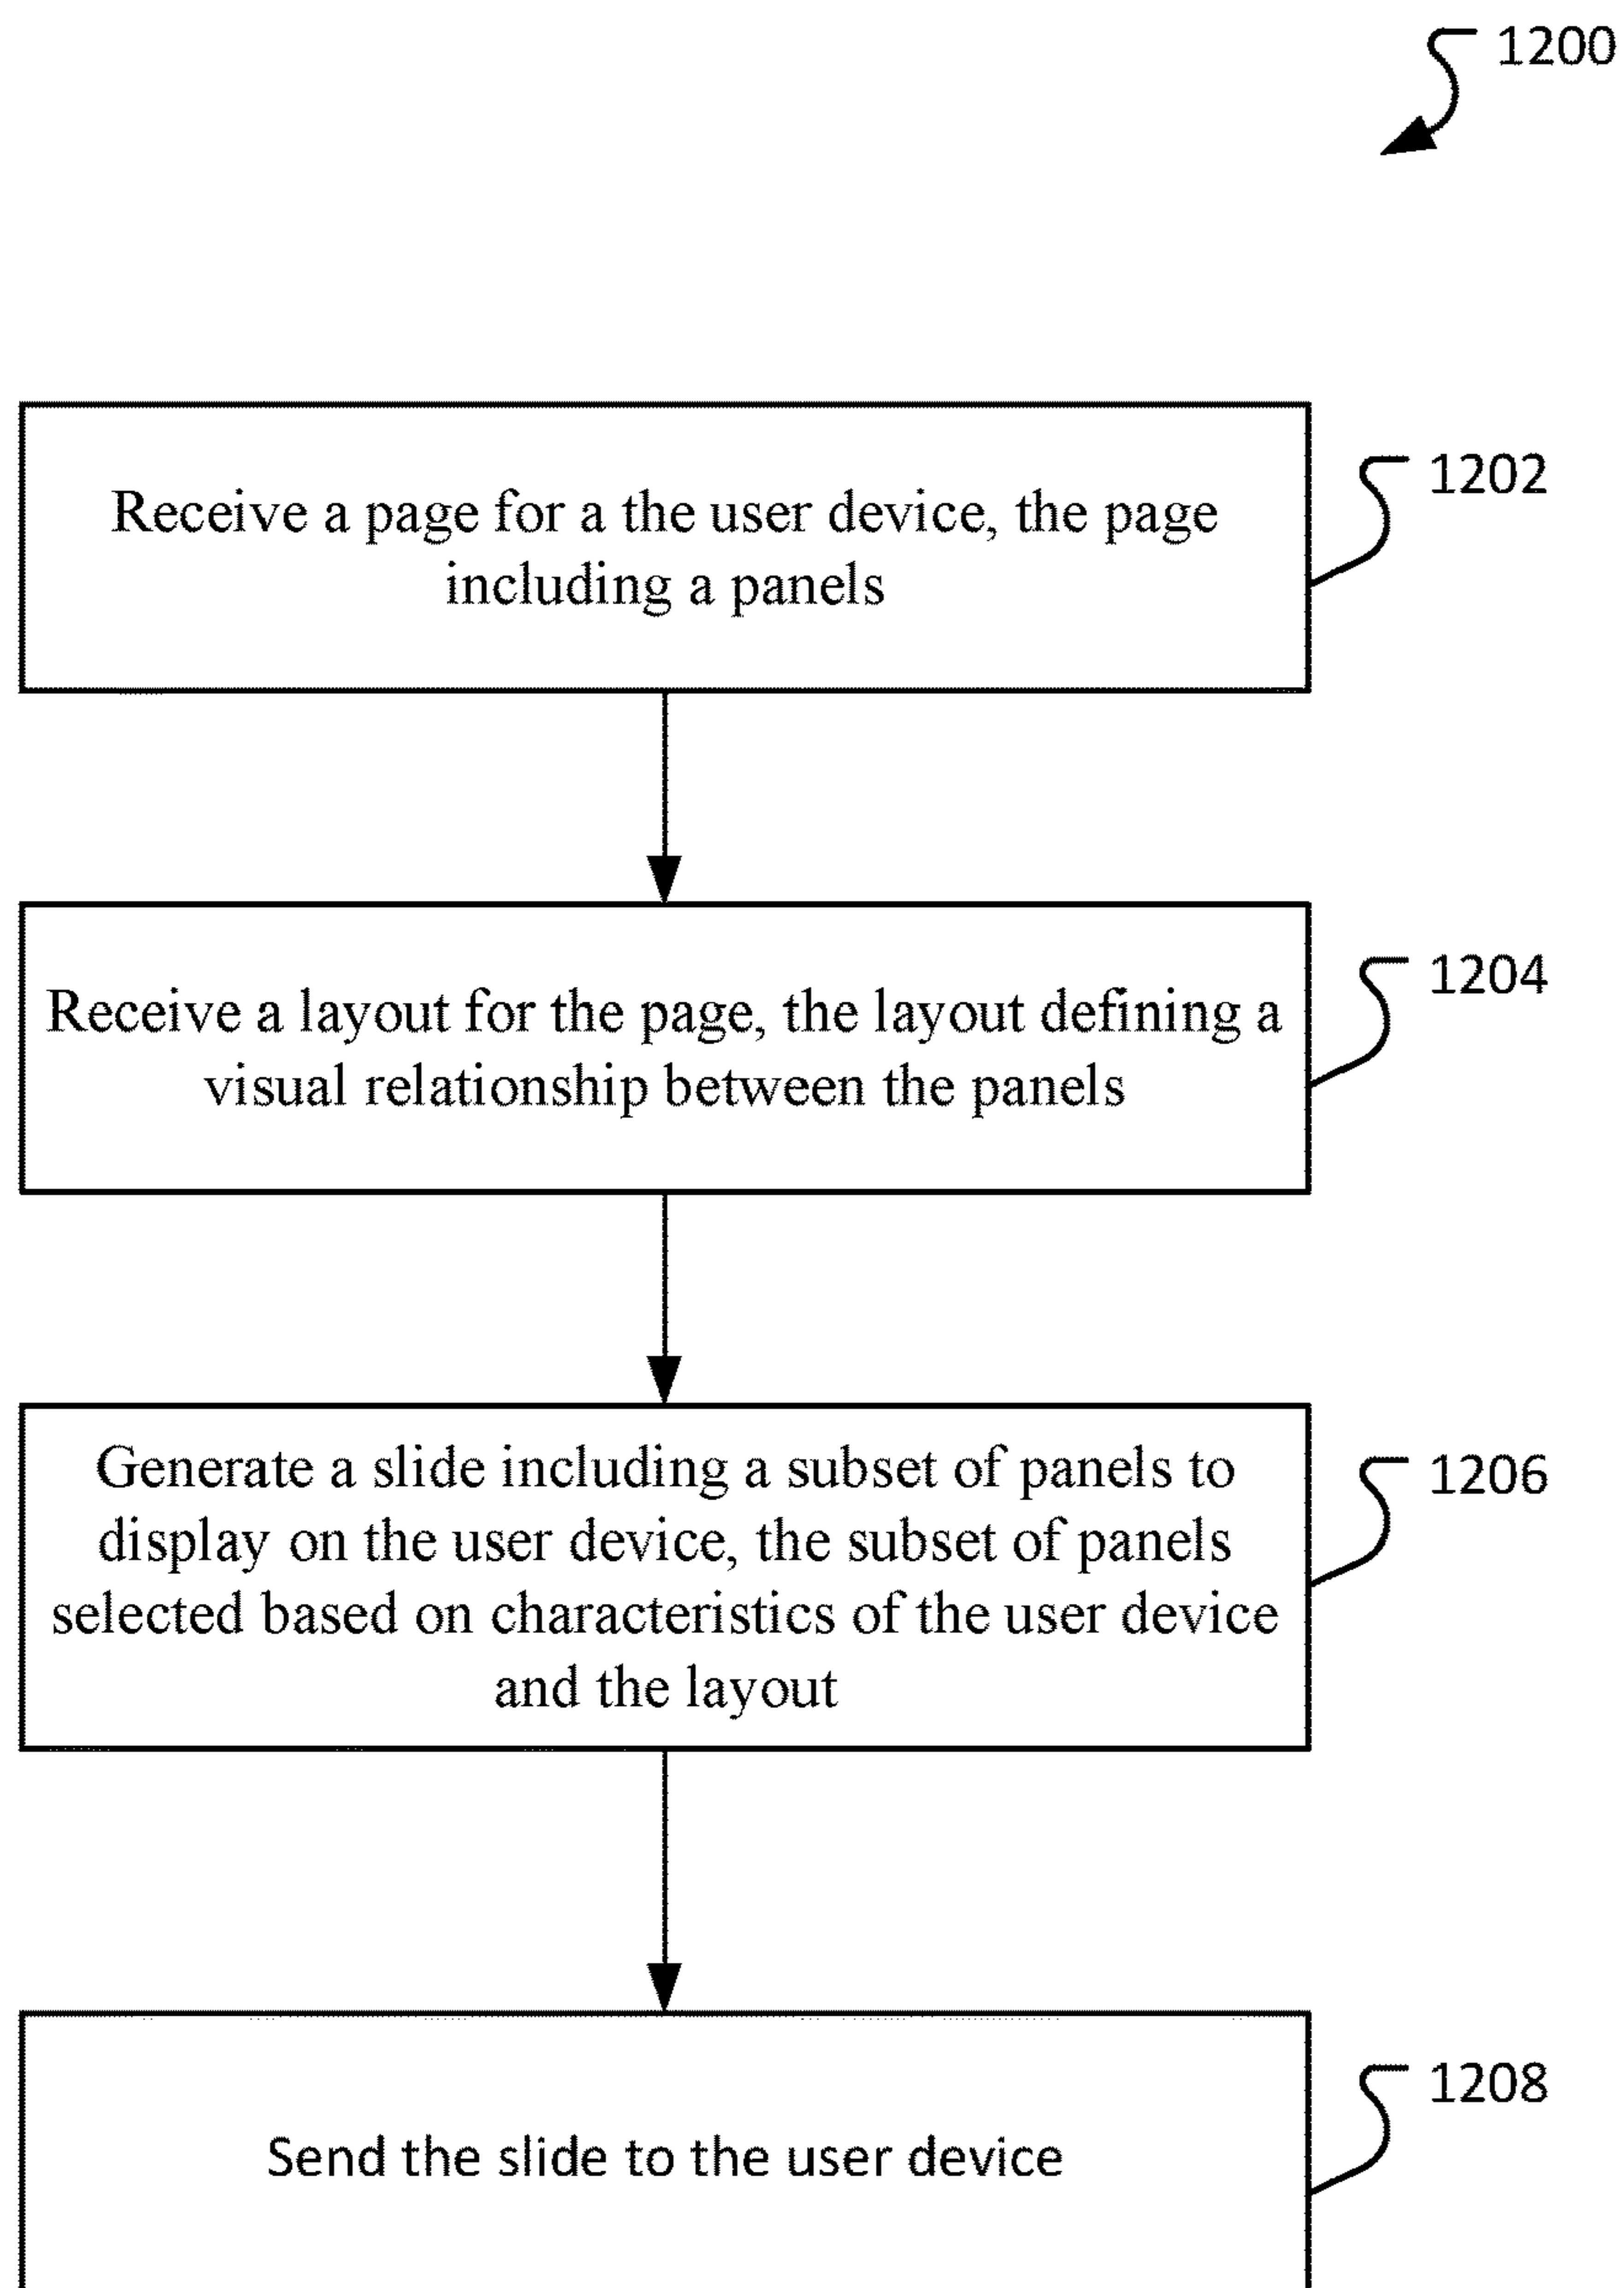 1200
Receive a page for a the user device, the page
including a panels
1202
Receive a layout for the page, the layout defining a
visual relationship between the panels
1204
Generate a slide including a subset of panels to
display on the user device, the subset of panels
selected based on characteristics of the user device
and the layout
1206
Send the slide to the user device
1208